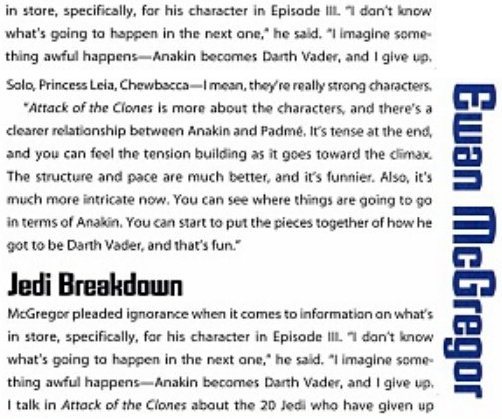 in store, specifically, for his character in Episode III. "I don't know
what's going to happen in the next one," he said. "I imagine some-
thing awful happens—Anakin becomes Darth Vader, and I give up.
Solo, Princess Leia, Chewbacca—I mean, they're really strong characters.
"Attack of the Clones is more about the characters, and there's a
clearer relationship between Anakin and Padmé. It's tense at the end,
and you can feel the tension building as it goes toward the climax.
The structure and pace are much better, and it's funnier. Also, it's
much more intricate now. You can see where things are going to go
in terms of Anakin. You can start to put the pieces together of how he
got to be Darth Vader, and that's fun."
Jedi Breakdown
McGregor pleaded ignorance when it comes to information on what's
in store, specifically, for his character in Episode III. "I don't know
what's going to happen in the next one," he said. "I imagine some-
thing awful happens—Anakin becomes Darth Vader, and I give up.
I talk in Attack of the Clones about the 20 Jedi who have given up
Ewan McGregor